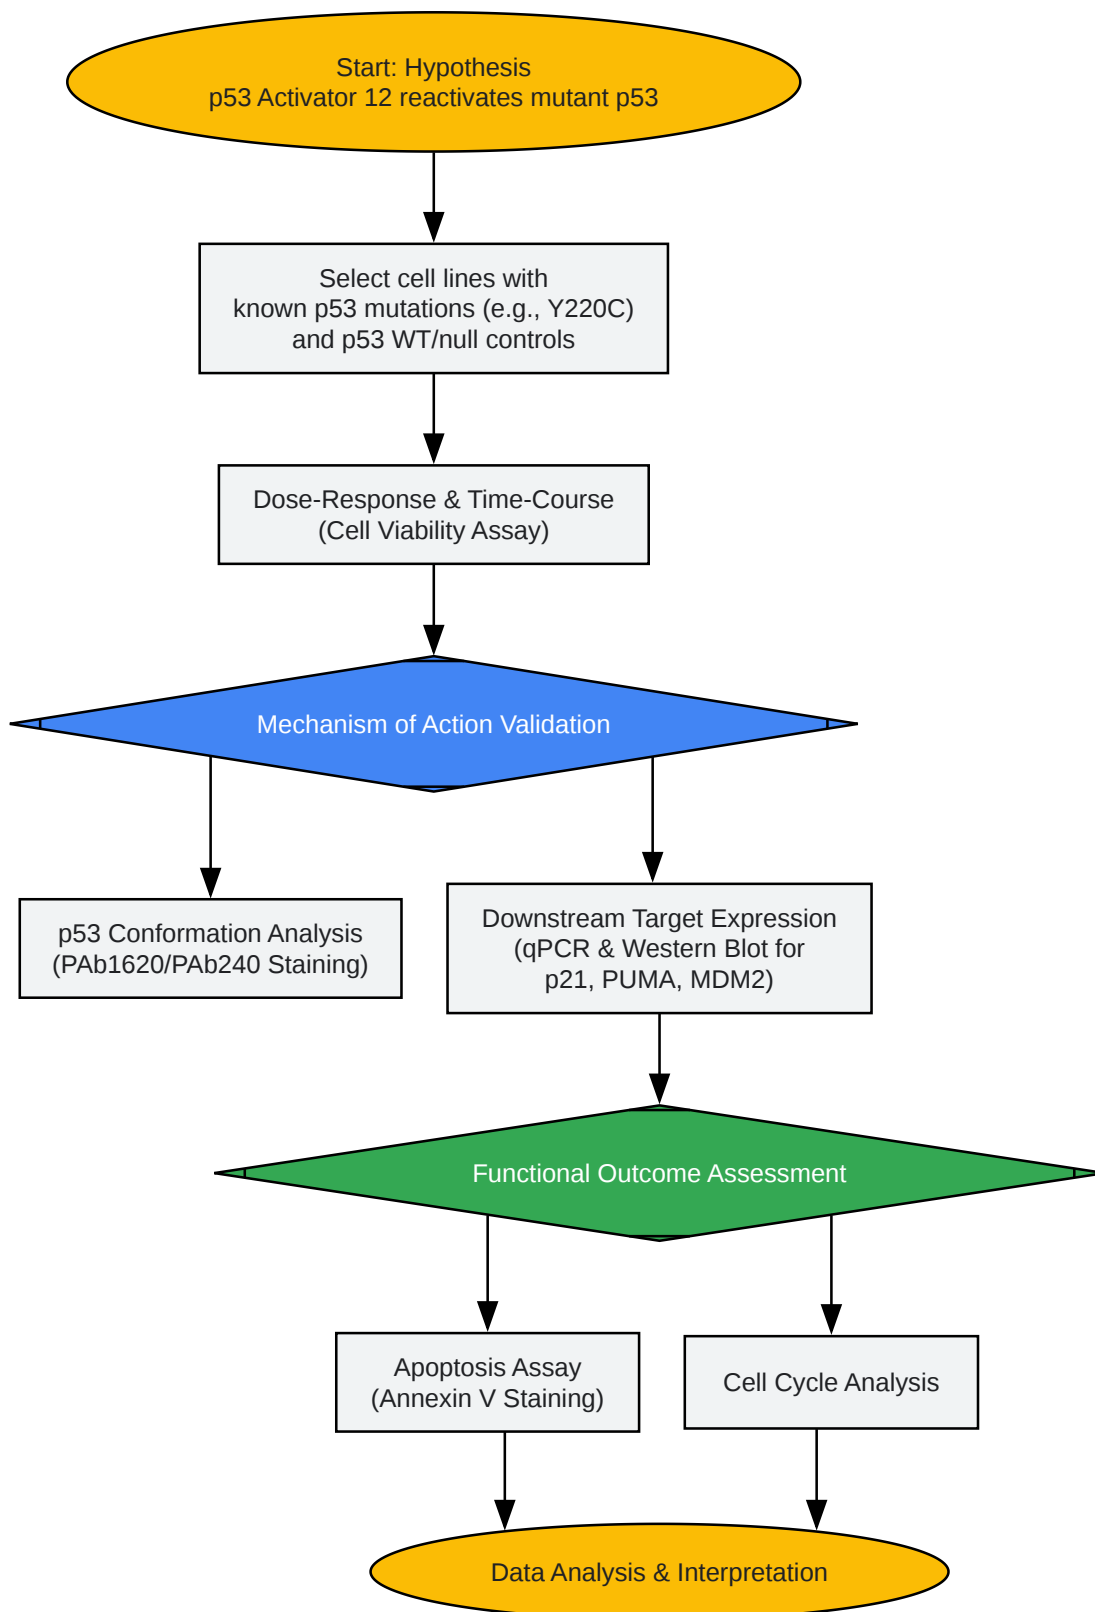 Start: Hypothesis
p53 Activator 12 reactivates mutant p53
Select cell lines with
known p53 mutations (e.g., Y220C)
and p53 WT/null controls
Dose-Response & Time-Course
(Cell Viability Assay)
Mechanism of Action Validation
p53 Conformation Analysis
(PAb1620/PAb240 Staining)
Downstream Target Expression
(qPCR & Western Blot for
p21, PUMA, MDM2)
Functional Outcome Assessment
Apoptosis Assay
(Annexin V Staining)
Cell Cycle Analysis
Data Analysis & Interpretation